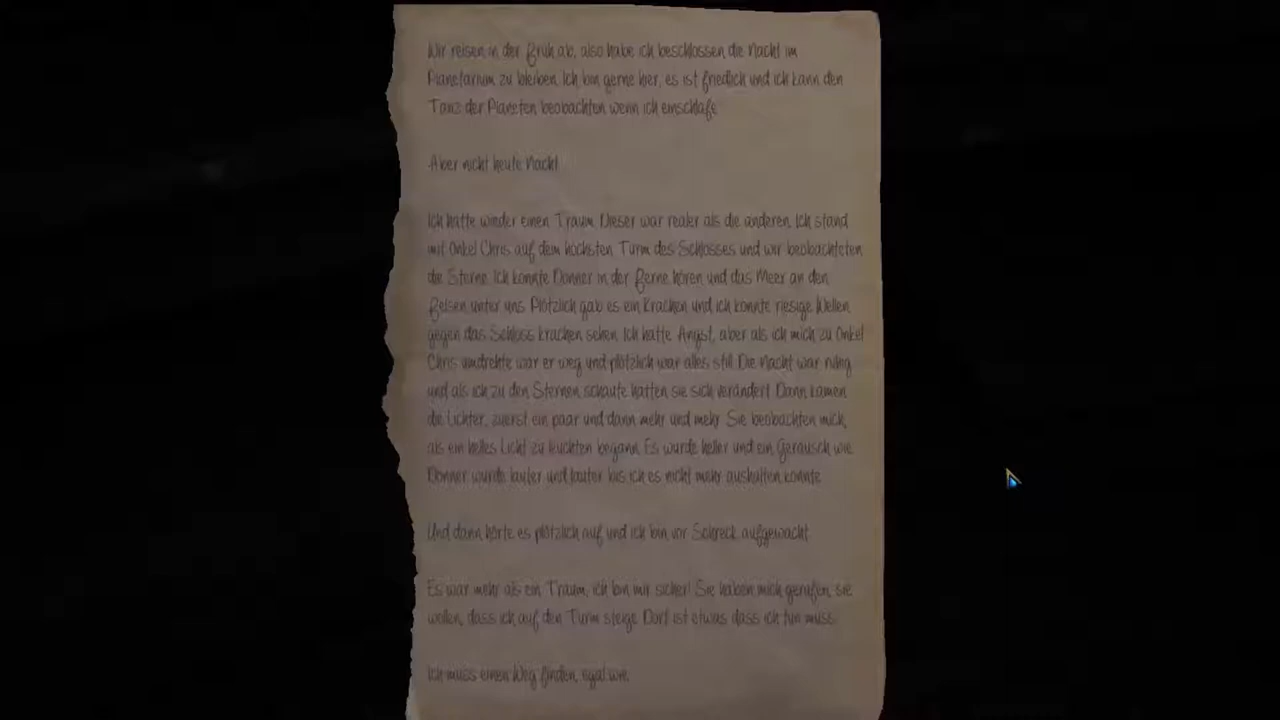 Wir reisen in der Früh ab, also habe ich beschlossen die Nacht im
Planetarium zu bleiben. Ich bin gerne hier, es ist friedlich und ich kann den
Tanz der Planeten beobachten wenn ich einschlafe.
Aber nicht heute Nacht.
Ich hatte wieder einen Traum. Dieser war realer als die anderen. Ich stand
mit Onkel Chris auf dem höchsten Turm des Schlosses und wir beobachteten
die Sterne. Ich konnte Donner in der Ferne hören und das Meer an den
Felsen unter uns. Plötzlich gab es ein Krachen und ich konnte riesige Wellen
gegen das Schloss krachen sehen. Ich hatte Angst, aber als ich mich zu Onkel
Chris umdrehte war er weg und plötzlich war alles still. Die Nacht war ruhig
und als ich zu den Sternen schaute hatten sie sich verändert. Dann kamen
die Lichter, zuerst ein paar und dann mehr und mehr. Sie beobachten mich,
als ein helles Licht zu leuchten begann. Es wurde heller und ein Geräusch wie
Donner wurde lauter und lauter bis ich es nicht mehr aushalten konnte.
Und dann hörte es plötzlich auf und ich bin vor Schreck aufgewacht.
Es war mehr als ein Traum, ich bin mir sicher! Sie haben mich gerufen, sie
wollen, dass ich auf den Turm steige. Dort ist etwas dass ich tun muss.
Ich muss einen Weg finden, egal wie.